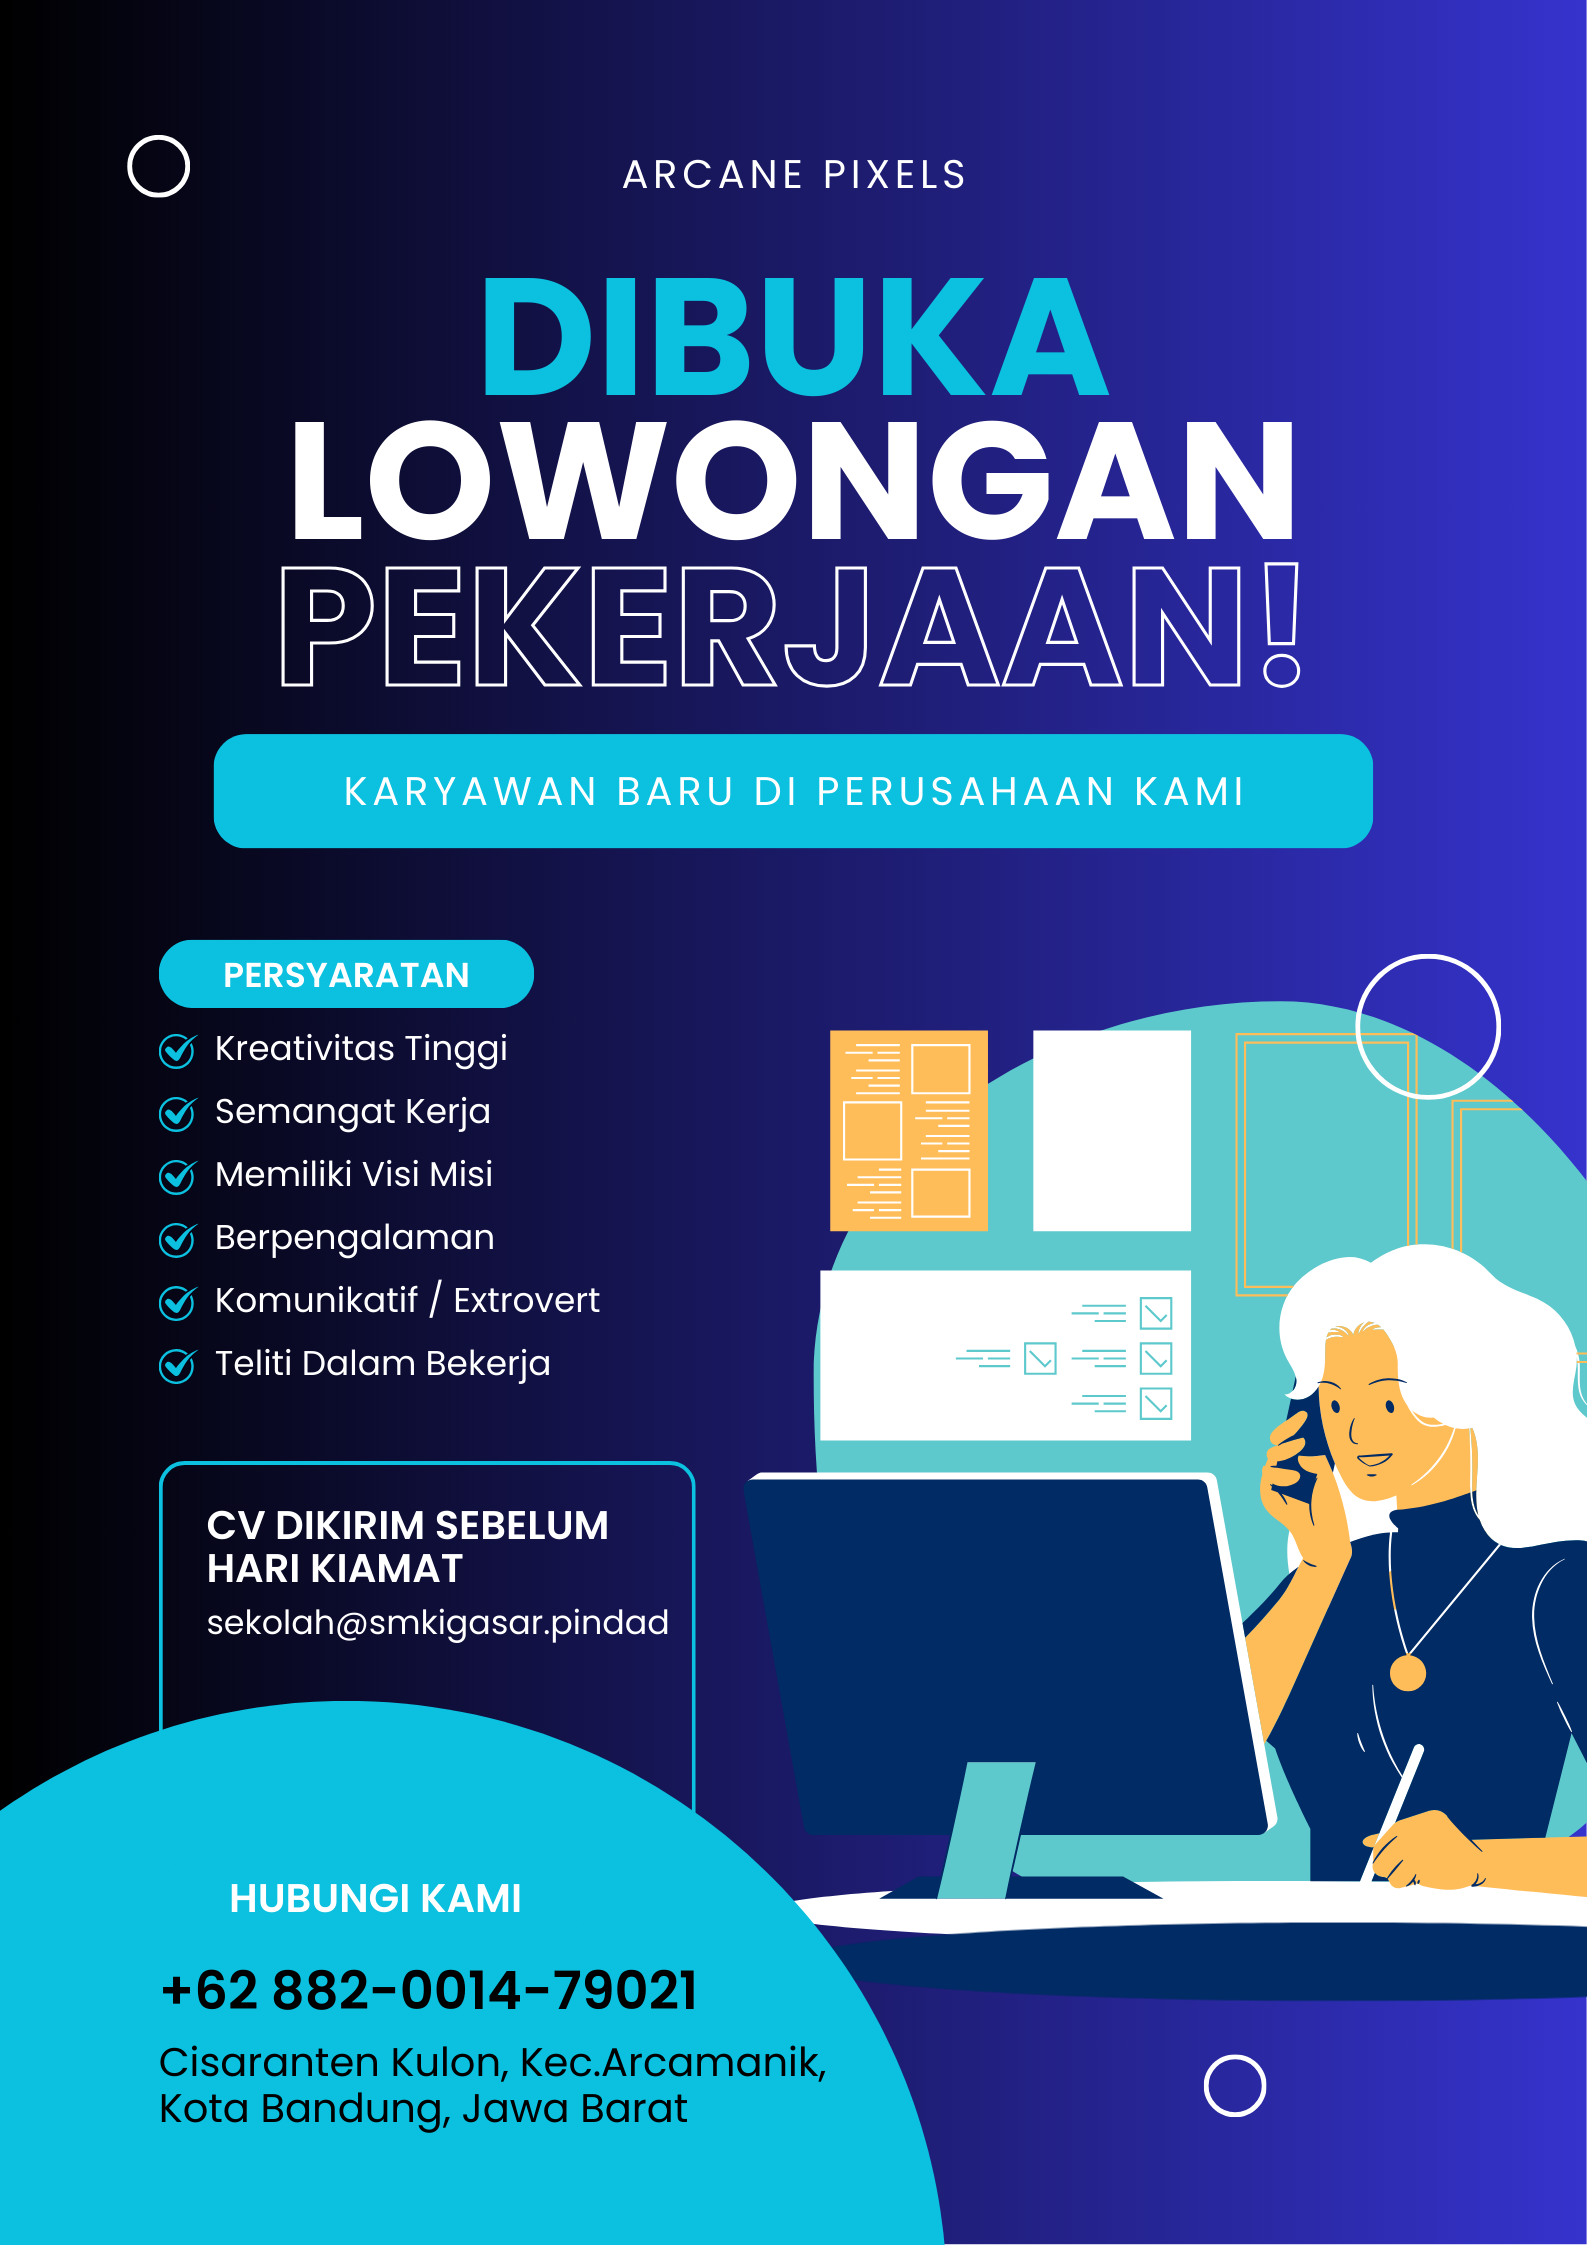 ARCANE PIXELS
DIBUKA
LOWONGAN
PEKERJAAN!
KARYAWAN BARU DI PERUSAHAAN KAMI
PERSYARATAN
Kreativitas Tinggi
Semangat Kerja
Memiliki Visi Misi
Berpengalaman
Komunikatif / Extrovert
Teliti Dalam Bekerja
CV DIKIRIM SEBELUM
HARI KIAMAT
sekolah@smkigasar.pindad
HUBUNGI KAMI
+62 882-0014-79021
Cisaranten Kulon, Kec.Arcamanik,
Kota Bandung, Jawa Barat